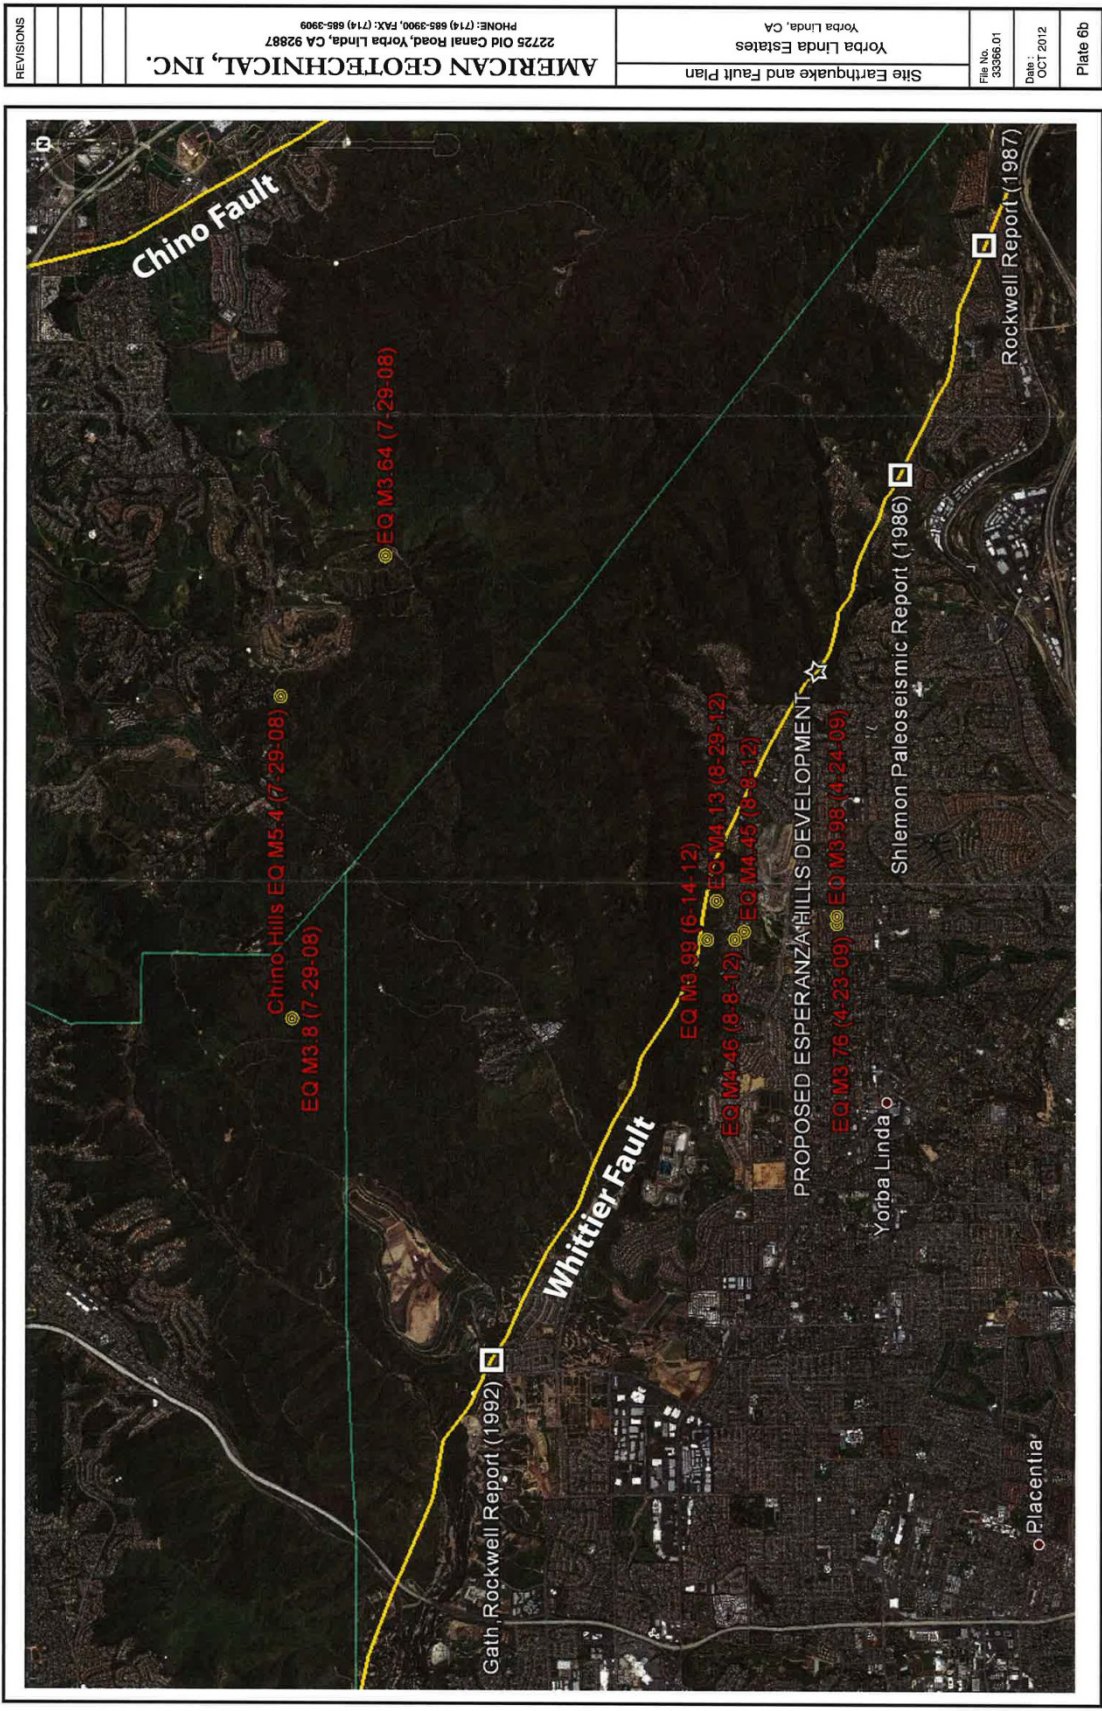 REVISIONS
AMERICAN GEOTECHNICAL, INC.
22725 Old Canal Road, Yorba Linda, CA 92887
PHONE: (714) 685-3900, FAX: (714) 685-3909
Site Earthquake and Fault Plan
Yorba Linda Estates
Yorba Linda, CA
File No.
33366.01
Date:
OCT 2012
Plate 6b
N
Chino Fault
EQ M3.64 (7-29-08)
Chino Hills EQ M5.4 (7-29-08)
EQ M3.8 (7-29-08)
Whittier Fault
Gath, Rockwell Report (1992)
EQ M3.99 (6-14-12)
EQ M4.13 (8-29-12)
EQ M4.46 (8-8-12)
EQ M4.45 (8-8-12)
PROPOSED ESPERANZA HILLS DEVELOPMENT
EQ M3.76 (4-23-09)
EQ M3.98 (4-24-09)
Yorba Linda
Shlemon Paleoseismic Report (1986)
Rockwell Report (1987)
Placentia